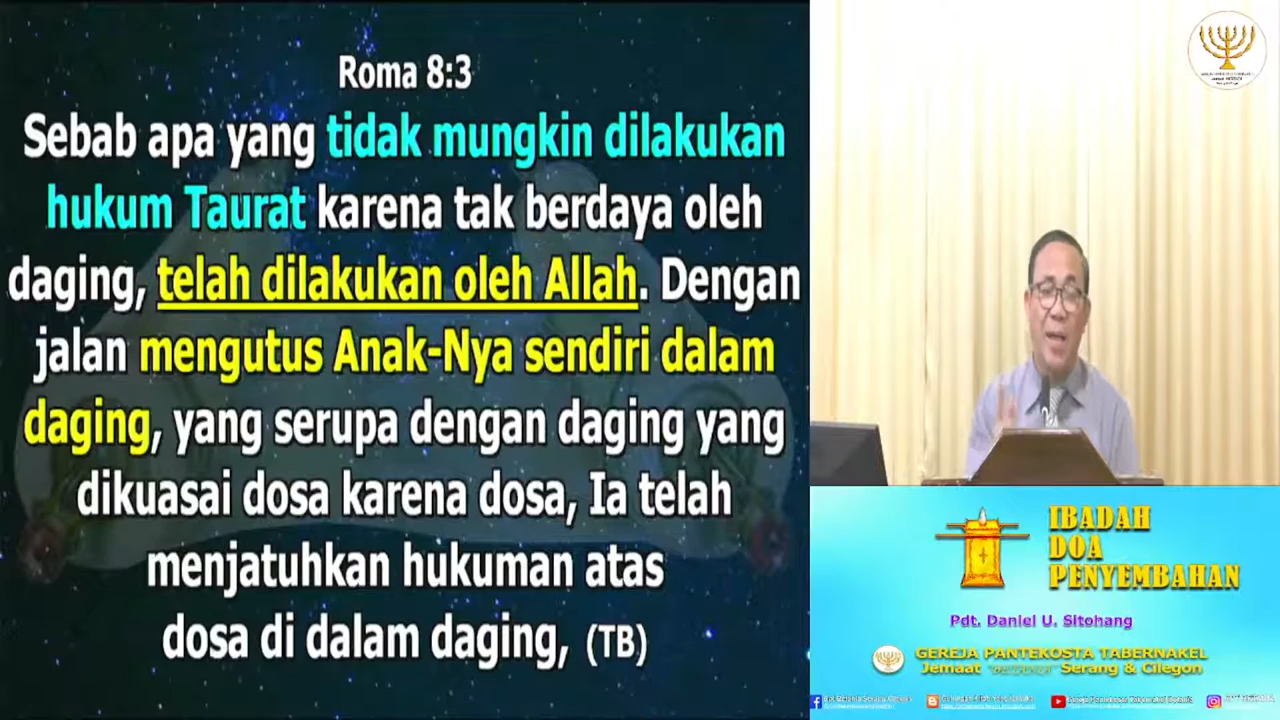 Roma 8:3
Sebab apa yang tidak mungkin dilakukan
hukum Taurat karena tak berdaya oleh
daging, telah dilakukan oleh Allah. Dengan
jalan mengutus Anak-Nya sendiri dalam
daging, yang serupa dengan daging yang
dikuasai dosa karena dosa, Ia telah
menjatuhkan hukuman atas
dosa di dalam daging, (TB)
IBADAH
DOA
PENYEMBAHAN
Pdt. Daniel U. Sitohang
GEREJA PANTEKOSTA TABERNAKEL
Jemaat Serang & Cilegon